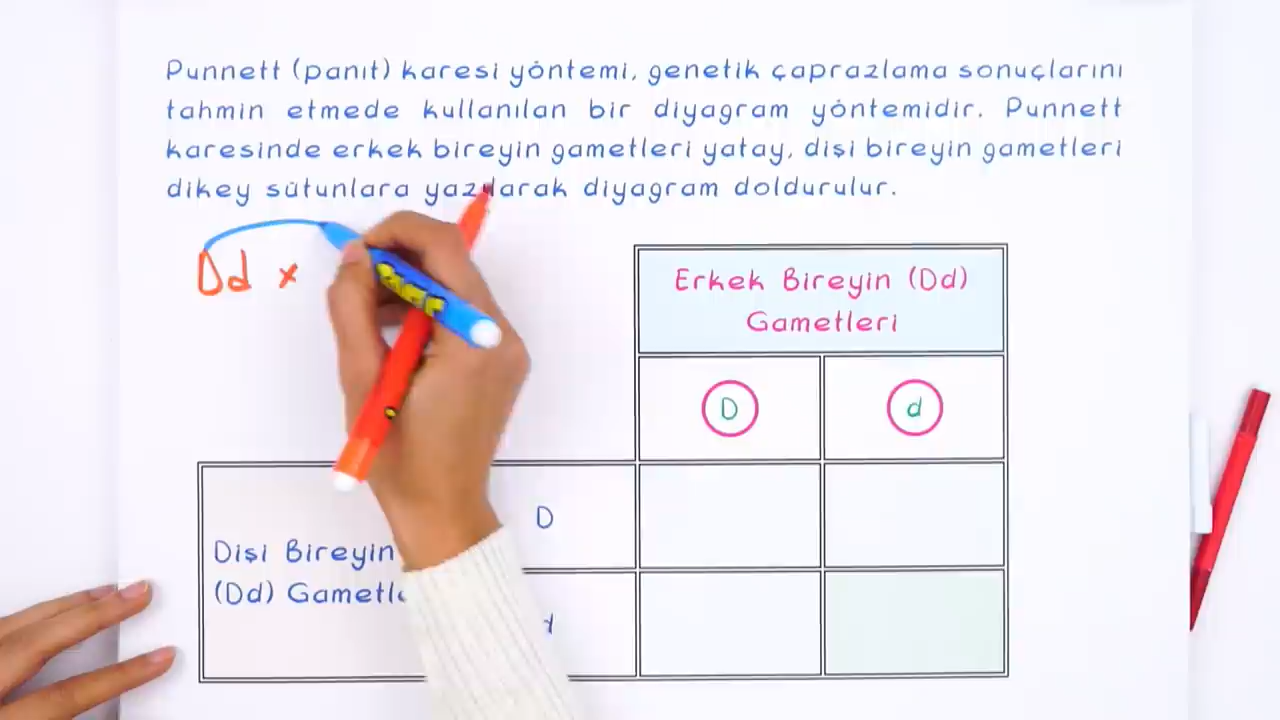 Punnett (panıt) karesi yöntemi, genetik çaprazlama sonuçlarını
tahmin etmede kullanılan bir diyagram yöntemidir. Punnett
karesinde erkek bireyin gametleri yatay, dişi bireyin gametleri
dikey sütunlara yazılarak diyagram doldurulur.
Dd x
Erkek Bireyin (Dd)
Gametleri
D d
D
Dişi Bireyin
(Dd)